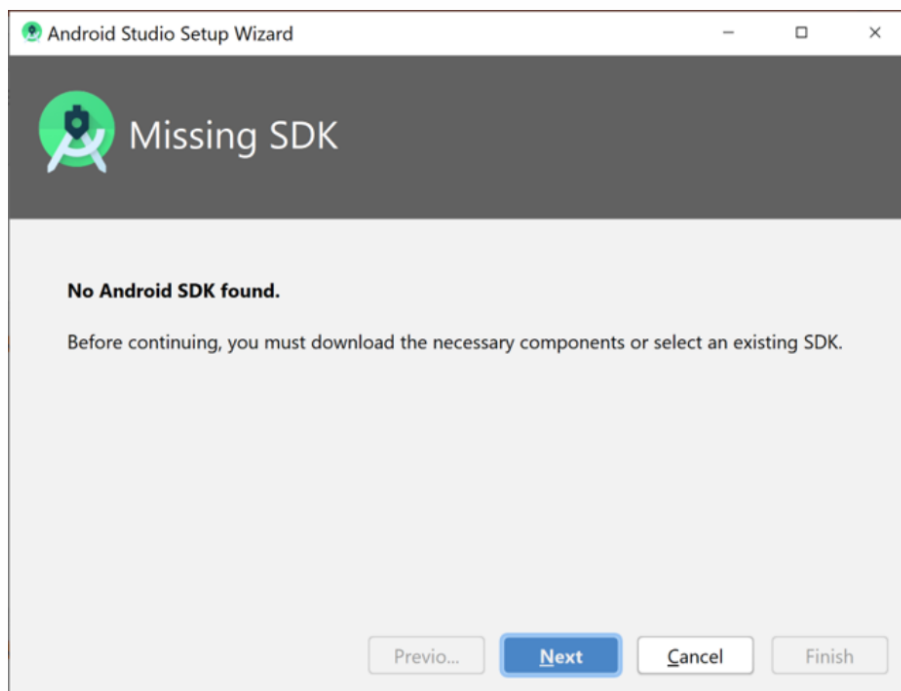 Android Studio Setup Wizard
Missing SDK
No Android SDK found.
Before continuing, you must download the necessary components or select an existing SDK.
Previo... Next Cancel Finish